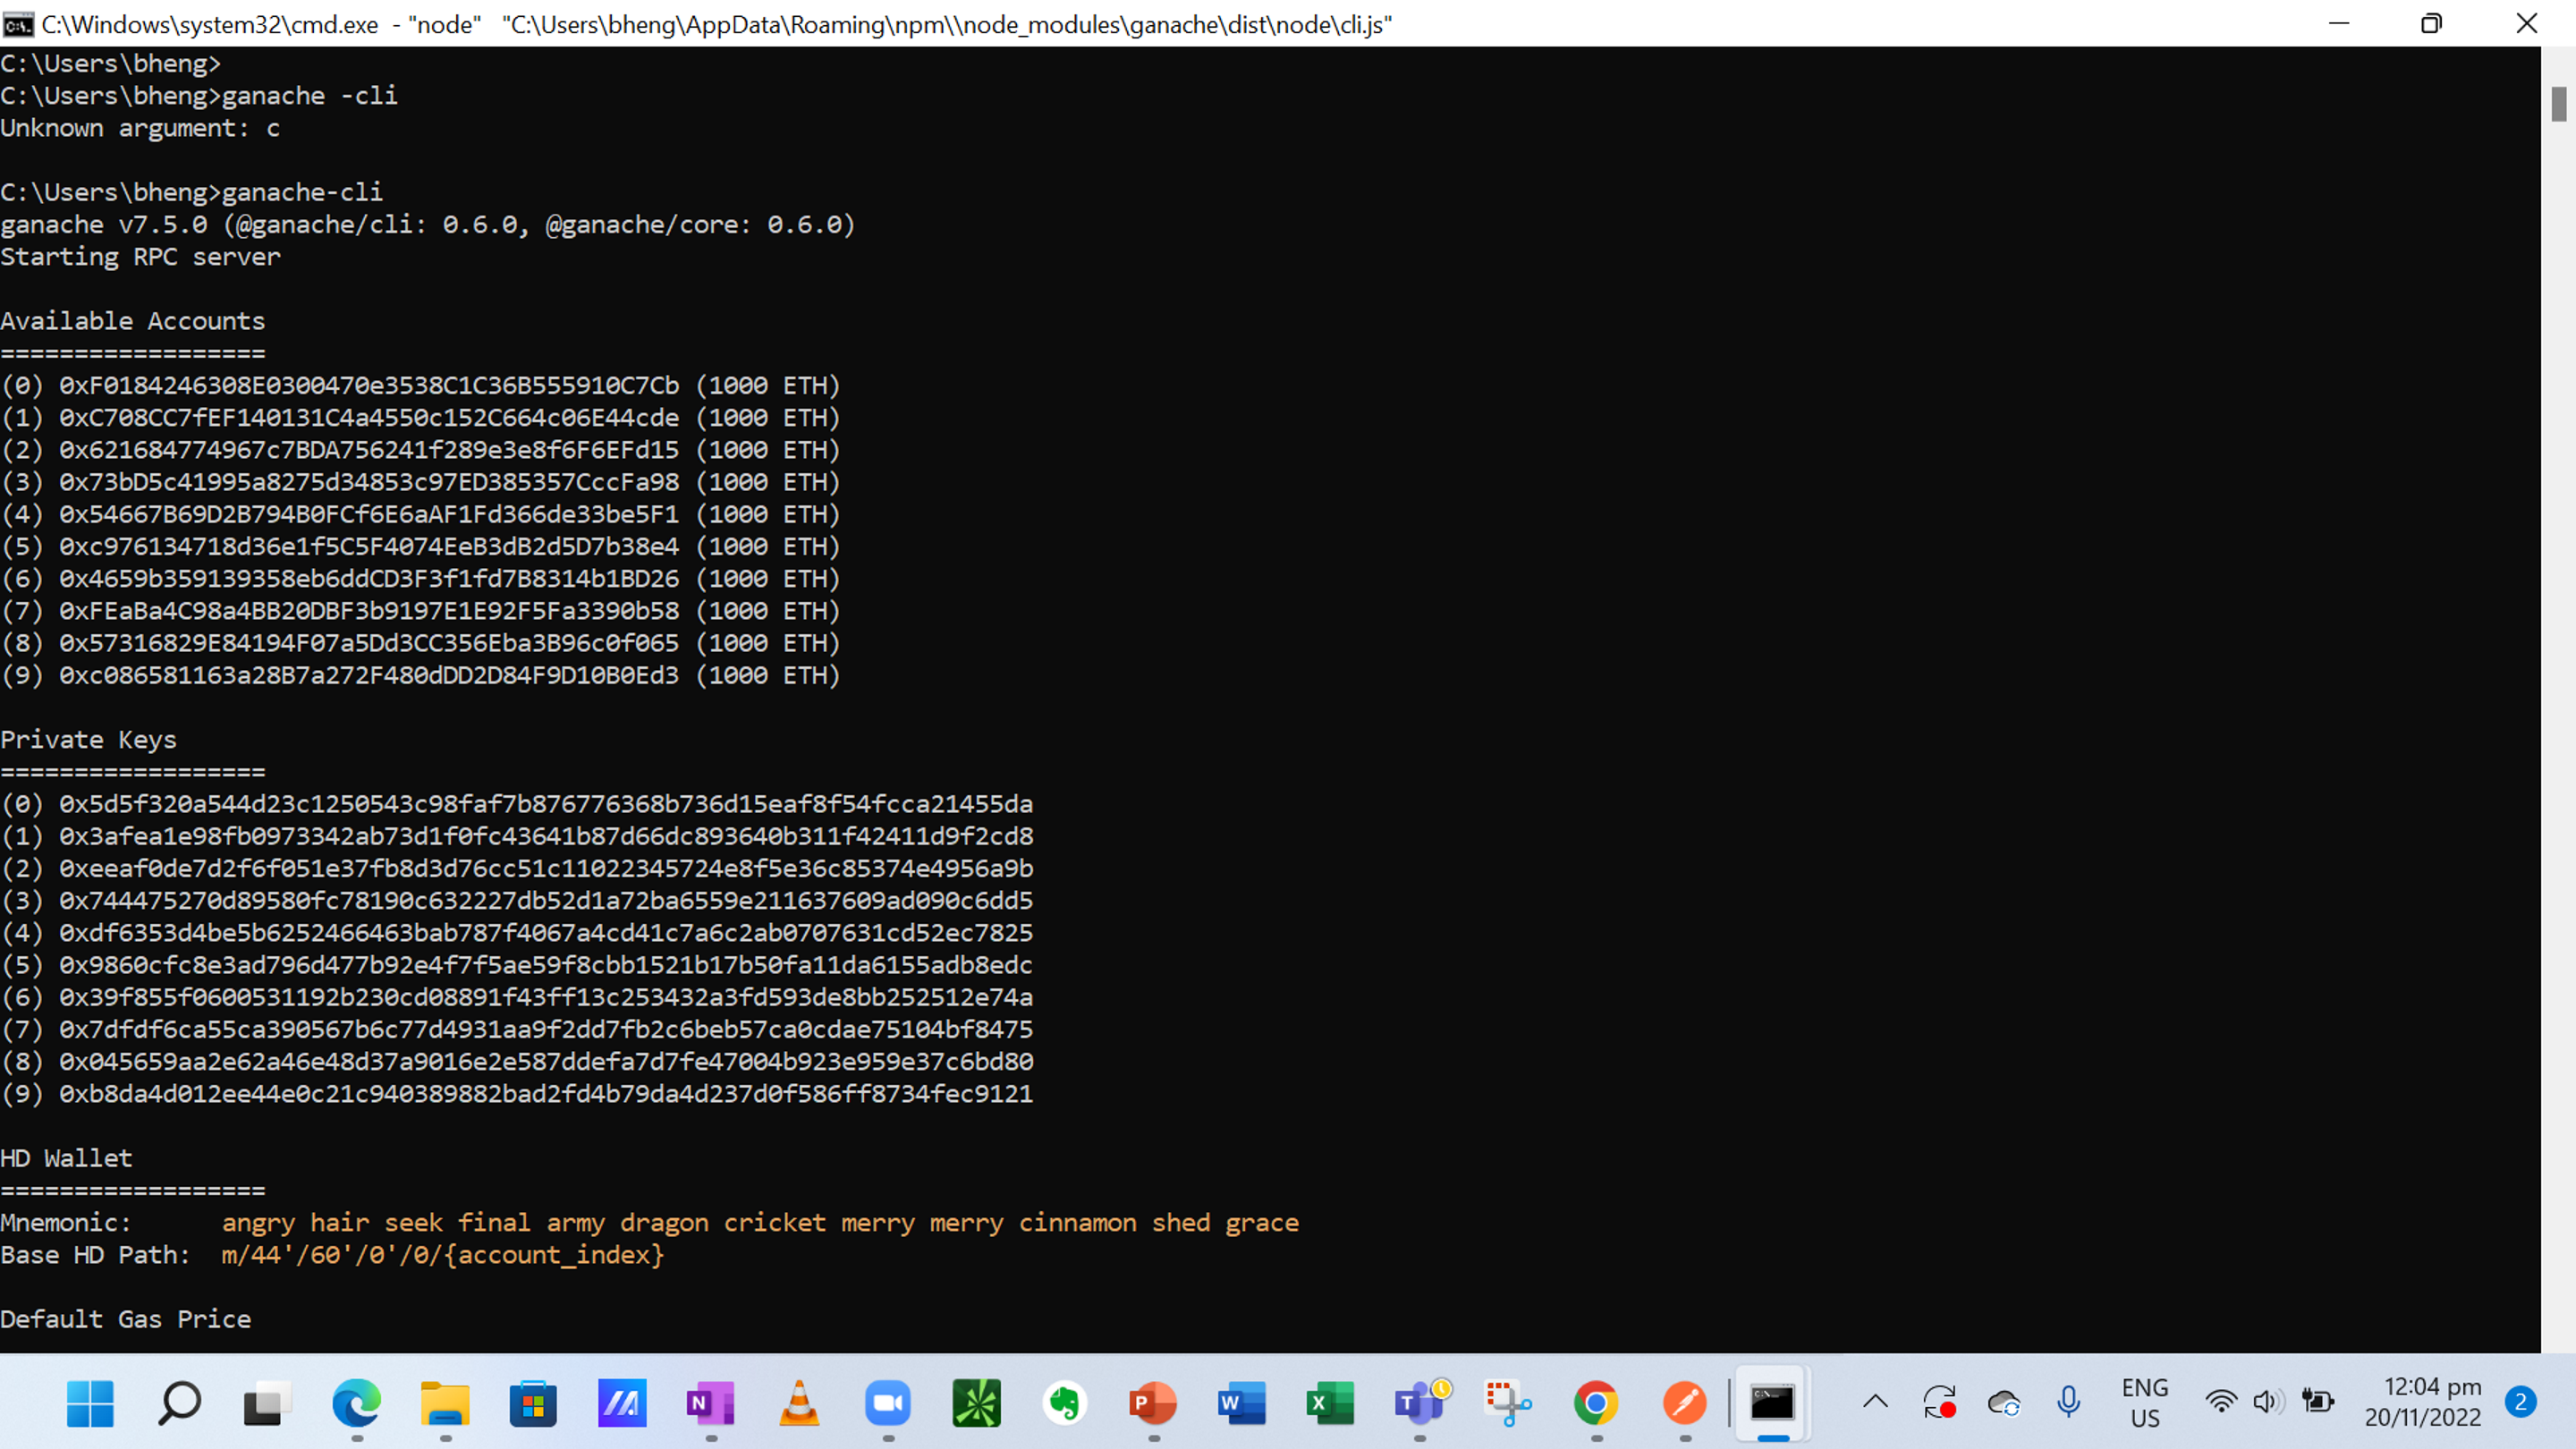 C:\Windows\system32\cmd.exe - "node" "C:\Users\bheng\AppData\Roaming\npm\\node_modules\ganache\dist\node\cli.js"
C:\Users\bheng>
C:\Users\bheng>ganache -cli
Unknown argument: c
C:\Users\bheng>ganache-cli
ganache v7.5.0 (@ganache/cli: 0.6.0, @ganache/core: 0.6.0)
Starting RPC server
Available Accounts
==================
(0) 0xF0184246308E0300470e3538C1C36B555910C7Cb (1000 ETH)
(1) 0xC708CC7fEF140131C4a4550c152C664c06E44cde (1000 ETH)
(2) 0x621684774967c7BDA756241f289e3e8f6F6EFd15 (1000 ETH)
(3) 0x73bD5c41995a8275d34853c97ED385357CccFa98 (1000 ETH)
(4) 0x54667B69D2B794B0FCf6E6aAF1Fd366de33be5F1 (1000 ETH)
(5) 0xc976134718d36e1f5C5F4074EeB3dB2d5D7b38e4 (1000 ETH)
(6) 0x4659b359139358eb6ddCD3F3f1fd7B8314b1BD26 (1000 ETH)
(7) 0xFEaBa4C98a4BB20DBF3b9197E1E92F5Fa3390b58 (1000 ETH)
(8) 0x57316829E84194F07a5Dd3CC356Eba3B96c0f065 (1000 ETH)
(9) 0xc086581163a28B7a272F480dDD2D84F9D10B0Ed3 (1000 ETH)
Private Keys
==================
(0) 0x5d5f320a544d23c1250543c98faf7b876776368b736d15eaf8f54fcca21455da
(1) 0x3afea1e98fb0973342ab73d1f0fc43641b87d66dc893640b311f42411d9f2cd8
(2) 0xeeaf0de7d2f6f051e37fb8d3d76cc51c11022345724e8f5e36c85374e4956a9b
(3) 0x744475270d89580fc78190c632227db52d1a72ba6559e211637609ad090c6dd5
(4) 0xdf6353d4be5b6252466463bab787f4067a4cd41c7a6c2ab0707631cd52ec7825
(5) 0x9860cfc8e3ad796d477b92e4f7f5ae59f8cbb1521b17b50fa11da6155adb8edc
(6) 0x39f855f0600531192b230cd08891f43ff13c253432a3fd593de8bb252512e74a
(7) 0x7dfdf6ca55ca390567b6c77d4931aa9f2dd7fb2c6beb57ca0cdae75104bf8475
(8) 0x045659aa2e62a46e48d37a9016e2e587ddefa7d7fe47004b923e959e37c6bd80
(9) 0xb8da4d012ee44e0c21c940389882bad2fd4b79da4d237d0f586ff8734fec9121
HD Wallet
==================
Mnemonic: angry hair seek final army dragon cricket merry merry cinnamon shed grace
Base HD Path: m/44'/60'/0'/0/{account_index}
Default Gas Price
ENG
US
12:04 pm
20/11/2022
2